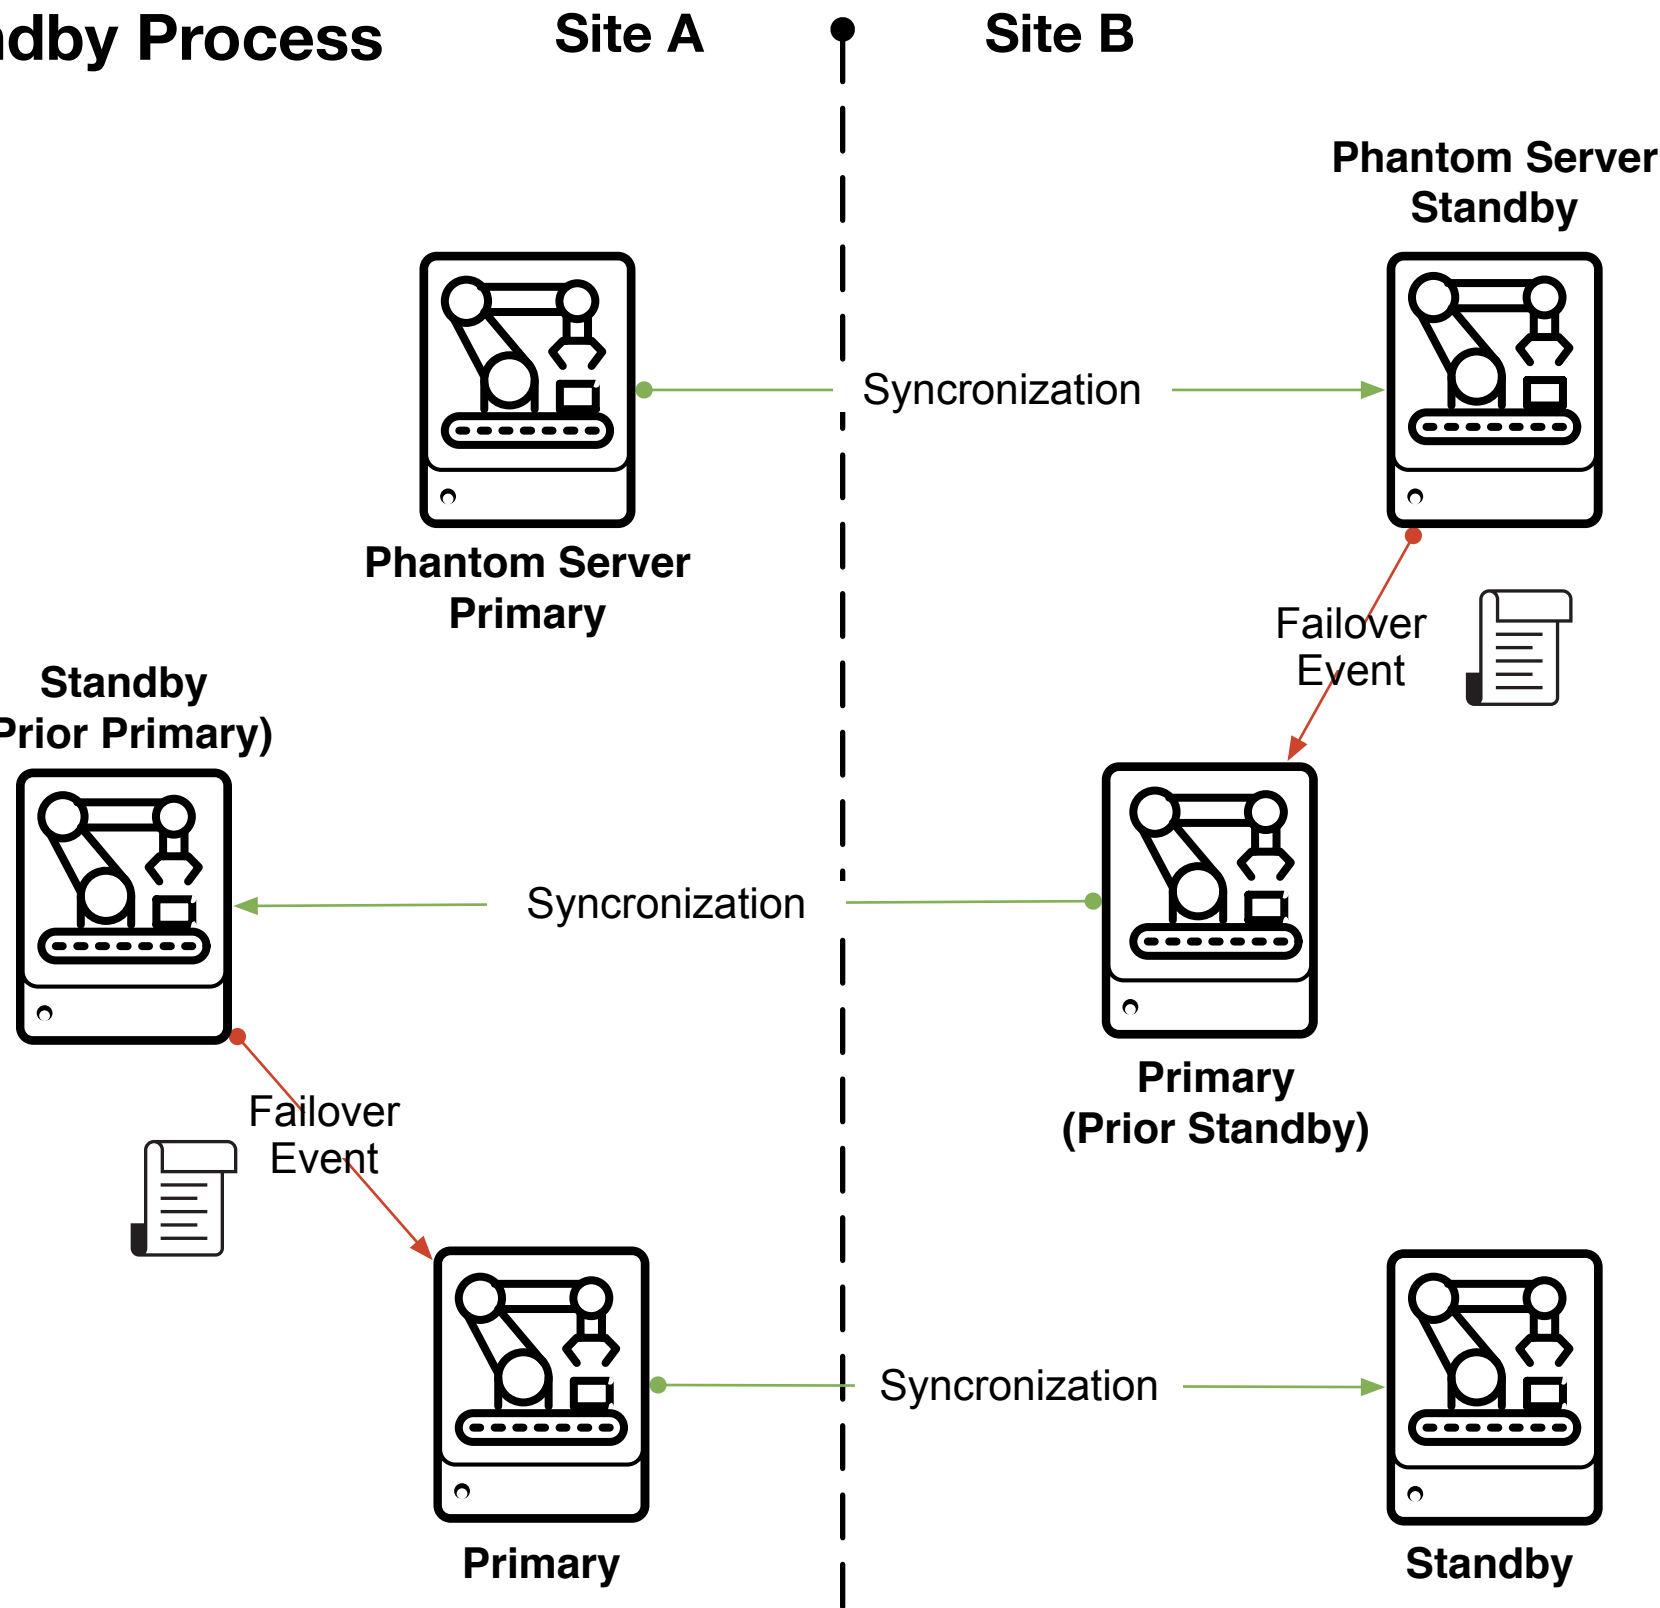 ndby Process
Site A
Site B
Phantom Server
Standby
Syncronization
Phantom Server
Primary
Failover
Event
Standby
Prior Primary)
Syncronization
Primary
(Prior Standby)
Failover
Event
Syncronization
Primary
Standby